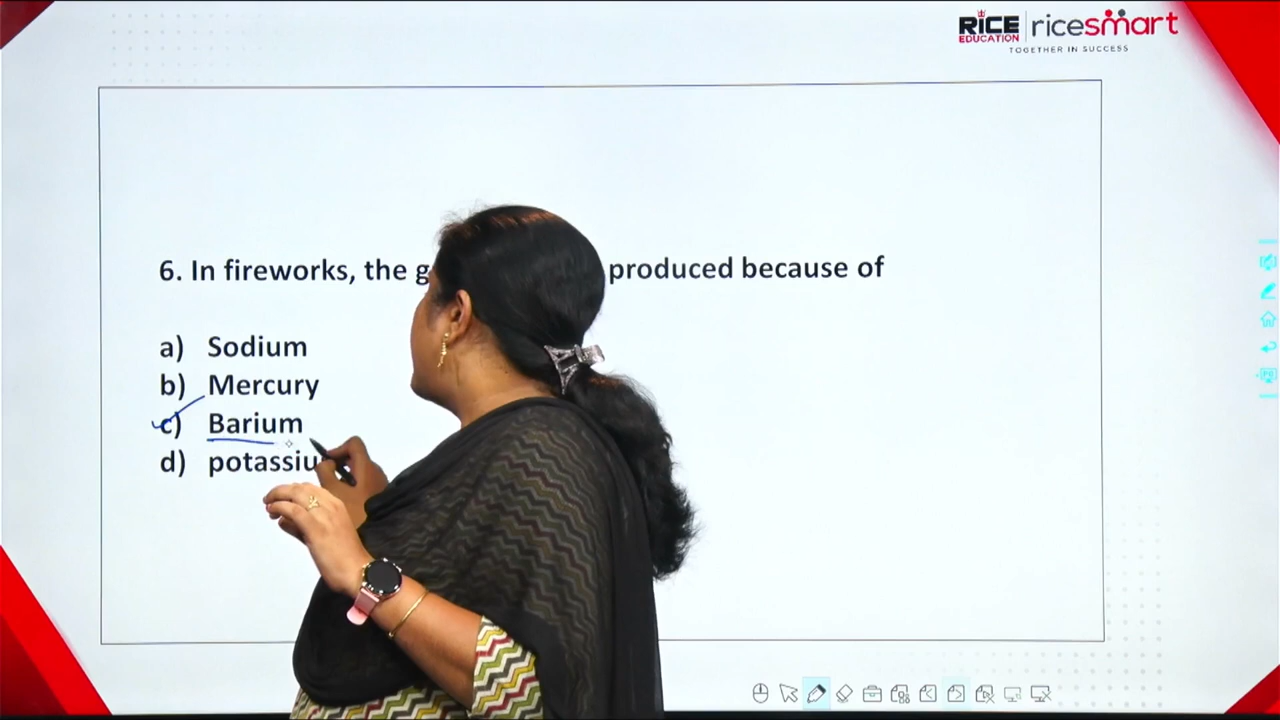 RICE EDUCATION ricesmart
TOGETHER IN SUCCESS
6. In fireworks, the g produced because of
a) Sodium
b) Mercury
c) Barium
d) potassiu